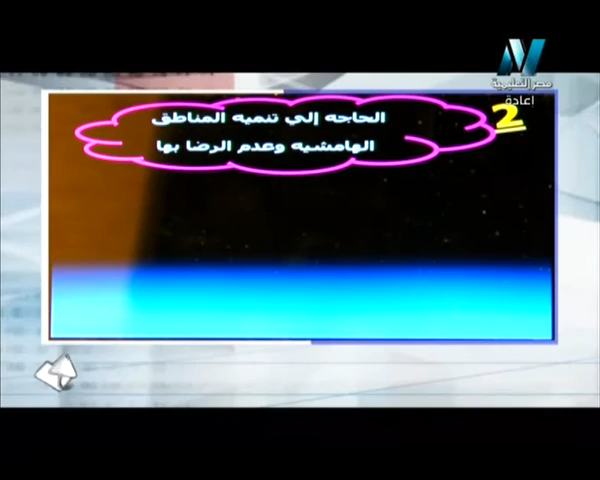 مصر التعليمية
إعادة
2
الحاجه إلي تنميه المناطق
الهامشيه وعدم الرضا بها